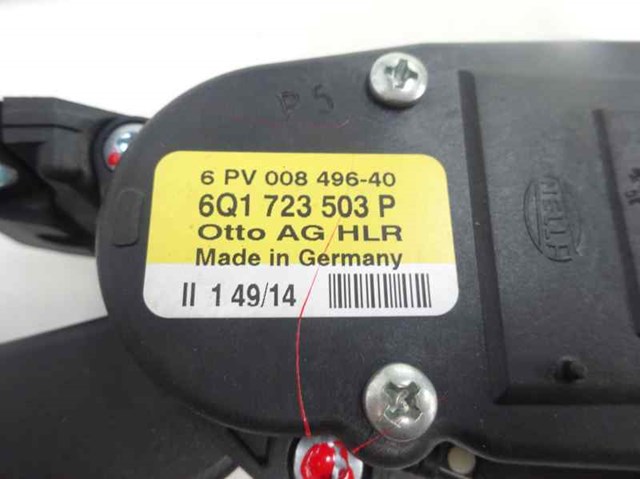 P5
6 PV 008 496-40
6Q1 723 503 P
Otto AG HLR
Made in Germany
II 1 49/14
HELLA